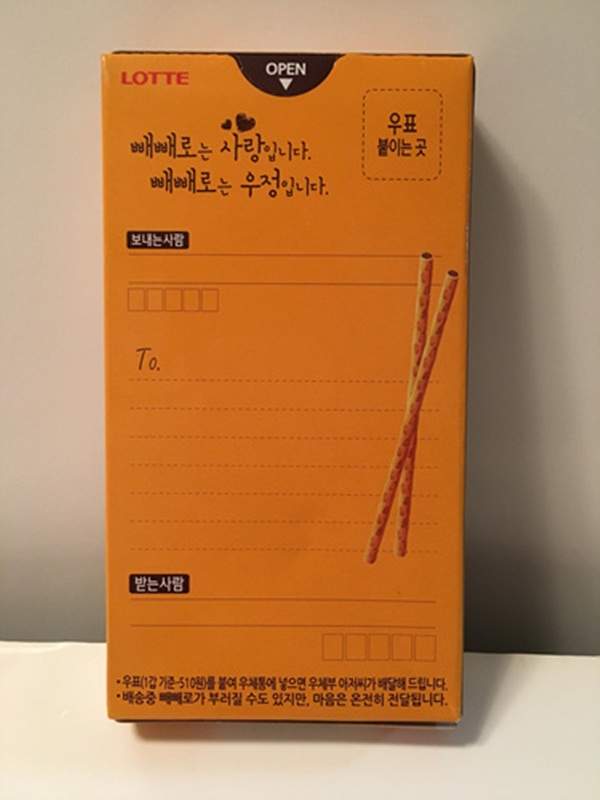 LOTTE
OPEN
우표
붙이는 곳
빼빼로는 사랑입니다.
빼빼로는 우정입니다.
보내는사람
To.
받는사람
• 우표(1갑 기준-510원)를 붙여 우체통에 넣으면 우체부 아저씨가 배달해 드립니다.
• 배송중 빼빼로가 부러질 수도 있지만, 마음은 온전히 전달됩니다.